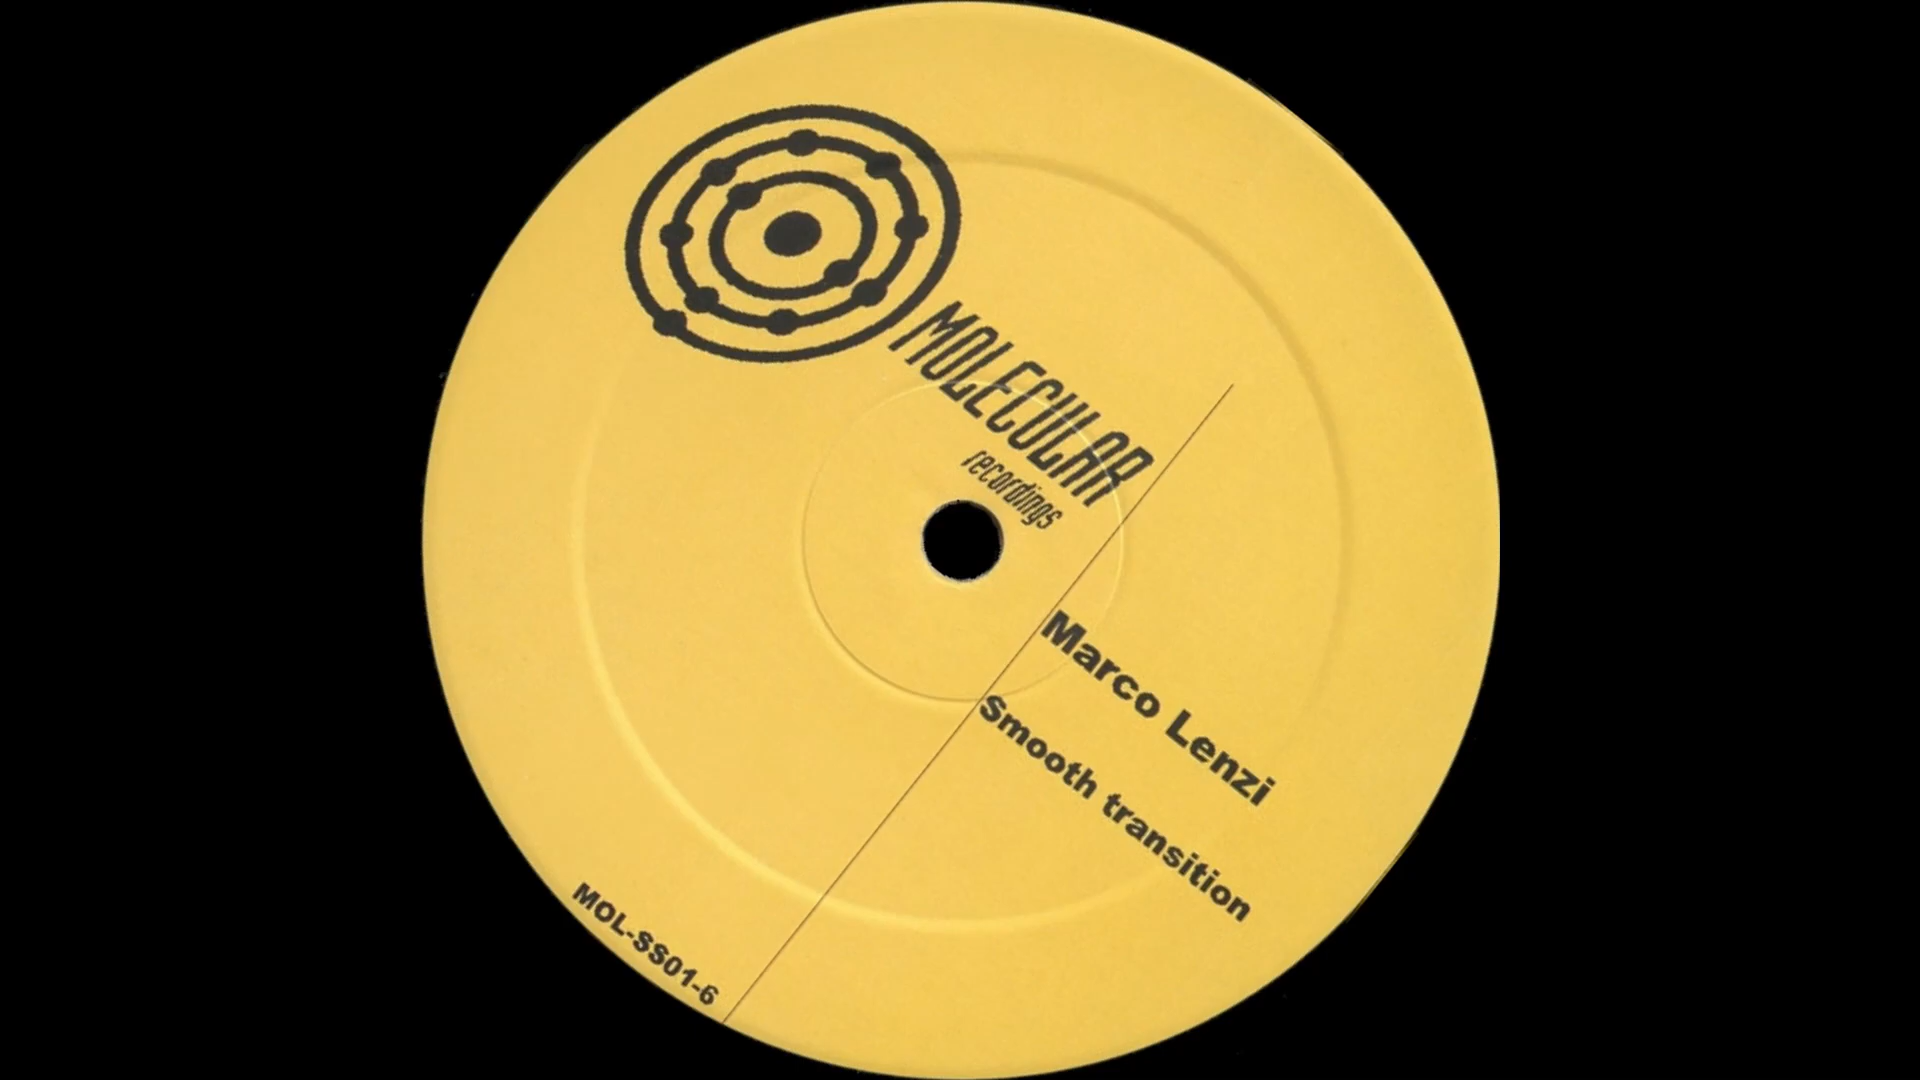 MOLECULAR
recordings
Marco Lenzi
Smooth transition
MOL-SS01-6